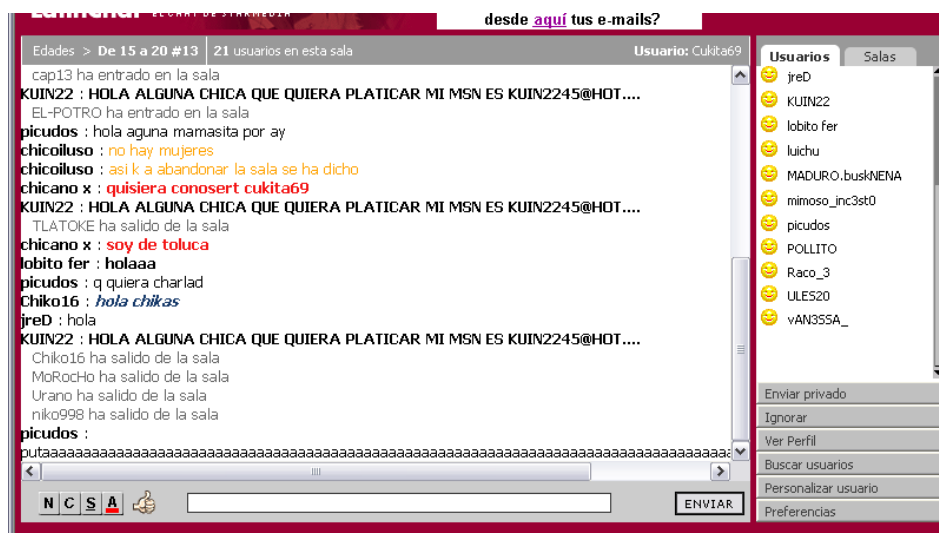 LatinChat EL CHAT DE STARMEDIA
desde aquí tus e-mails?
Edades > De 15 a 20 #13 21 usuarios en esta sala Usuario: Cukita69
cap13 ha entrado en la sala
KUIN22 : HOLA ALGUNA CHICA QUE QUIERA PLATICAR MI MSN ES KUIN2245@HOT....
EL-POTRO ha entrado en la sala
picudos : hola aguna mamasita por ay
chicoiluso : no hay mujeres
chicoiluso : asi k a abandonar la sala se ha dicho
chicano x : quisiera conosert cukita69
KUIN22 : HOLA ALGUNA CHICA QUE QUIERA PLATICAR MI MSN ES KUIN2245@HOT....
TLATOKE ha salido de la sala
chicano x : soy de toluca
lobito fer : holaaa
picudos : q quiera charlad
Chiko16 : hola chikas
jreD : hola
KUIN22 : HOLA ALGUNA CHICA QUE QUIERA PLATICAR MI MSN ES KUIN2245@HOT....
Chiko16 ha salido de la sala
MoRocHo ha salido de la sala
Urano ha salido de la sala
niko998 ha salido de la sala
picudos :
putaaaaaaaaaaaaaaaaaaaaaaaaaaaaaaaaaaaaaaaaaaaaaaaaaaaaaaaaaaaaaaaaaaaaaaaaaaaaaaaa
N C S A
ENVIAR
Usuarios Salas
jreD
KUIN22
lobito fer
luichu
MADURO.buskNENA
mimoso_inc3st0
picudos
POLLITO
Raco_3
ULES20
vAN3SSA_
Enviar privado
Ignorar
Ver Perfil
Buscar usuarios
Personalizar usuario
Preferencias